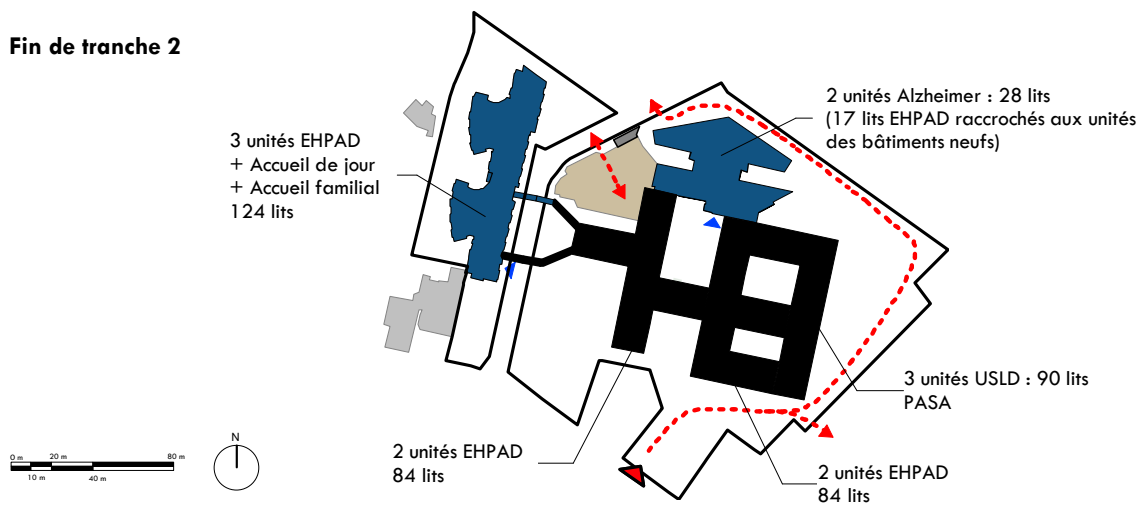 Fin de tranche 2
2 unités Alzheimer : 28 lits
(17 lits EHPAD raccrochés aux unités
des bâtiments neufs)
3 unités EHPAD
+ Accueil de jour
+ Accueil familial
124 lits
3 unités USLD : 90 lits
PASA
2 unités EHPAD
84 lits
2 unités EHPAD
84 lits
N
0 m 20 m 80 m
10 m 40 m